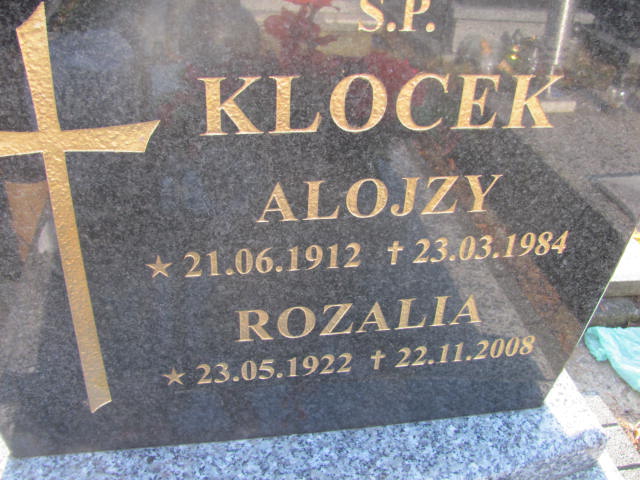 S.P.
KLOCEK
ALOJZY
★ 21.06.1912 ✝ 23.03.1984
ROZALIA
★ 23.05.1922 ✝ 22.11.2008